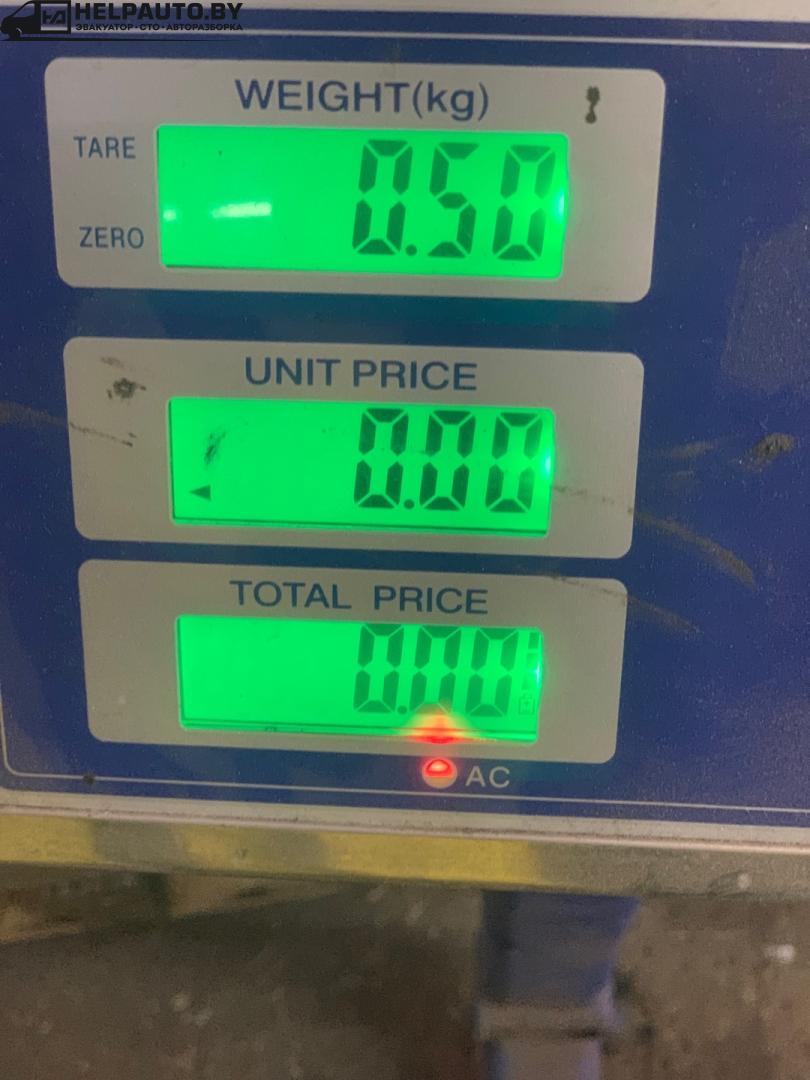 HELPAUTO.BY
ЭВАКУАТОР · СТО · АВТОРАЗБОРКА
WEIGHT(kg)
TARE
0.50
ZERO
UNIT PRICE
0.00
TOTAL PRICE
0.00
AC